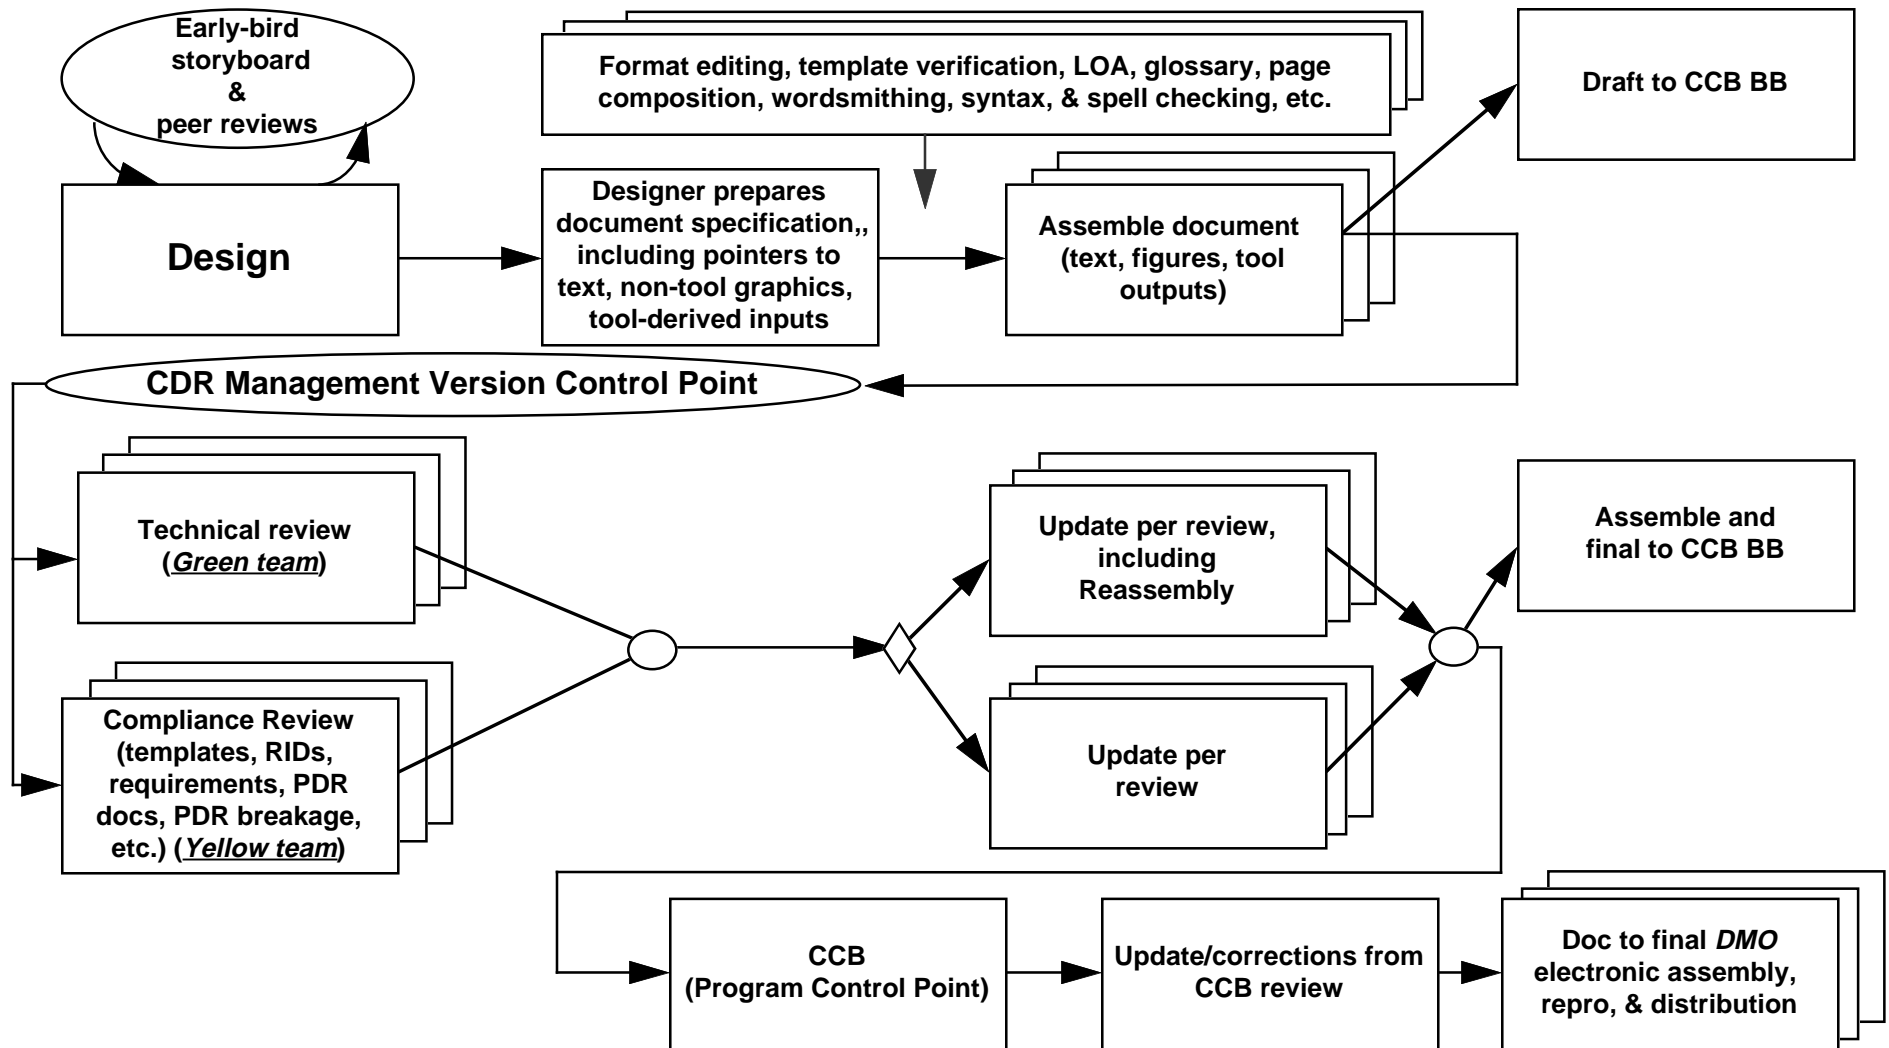 Early-bird
storyboard
&
peer reviews
Format editing, template verification, LOA, glossary, page
composition, wordsmithing, syntax, & spell checking, etc.
Draft to CCB BB
Design
Designer prepares
document specification,,
including pointers to
text, non-tool graphics,
tool-derived inputs
Assemble document
(text, figures, tool
outputs)
CDR Management Version Control Point
Technical review
(Green team)
Update per review,
including
Reassembly
Assemble and
final to CCB BB
Compliance Review
(templates, RIDs,
requirements, PDR
docs, PDR breakage,
etc.) (Yellow team)
Update per
review
CCB
(Program Control Point)
Update/corrections from
CCB review
Doc to final DMO
electronic assembly,
repro, & distribution